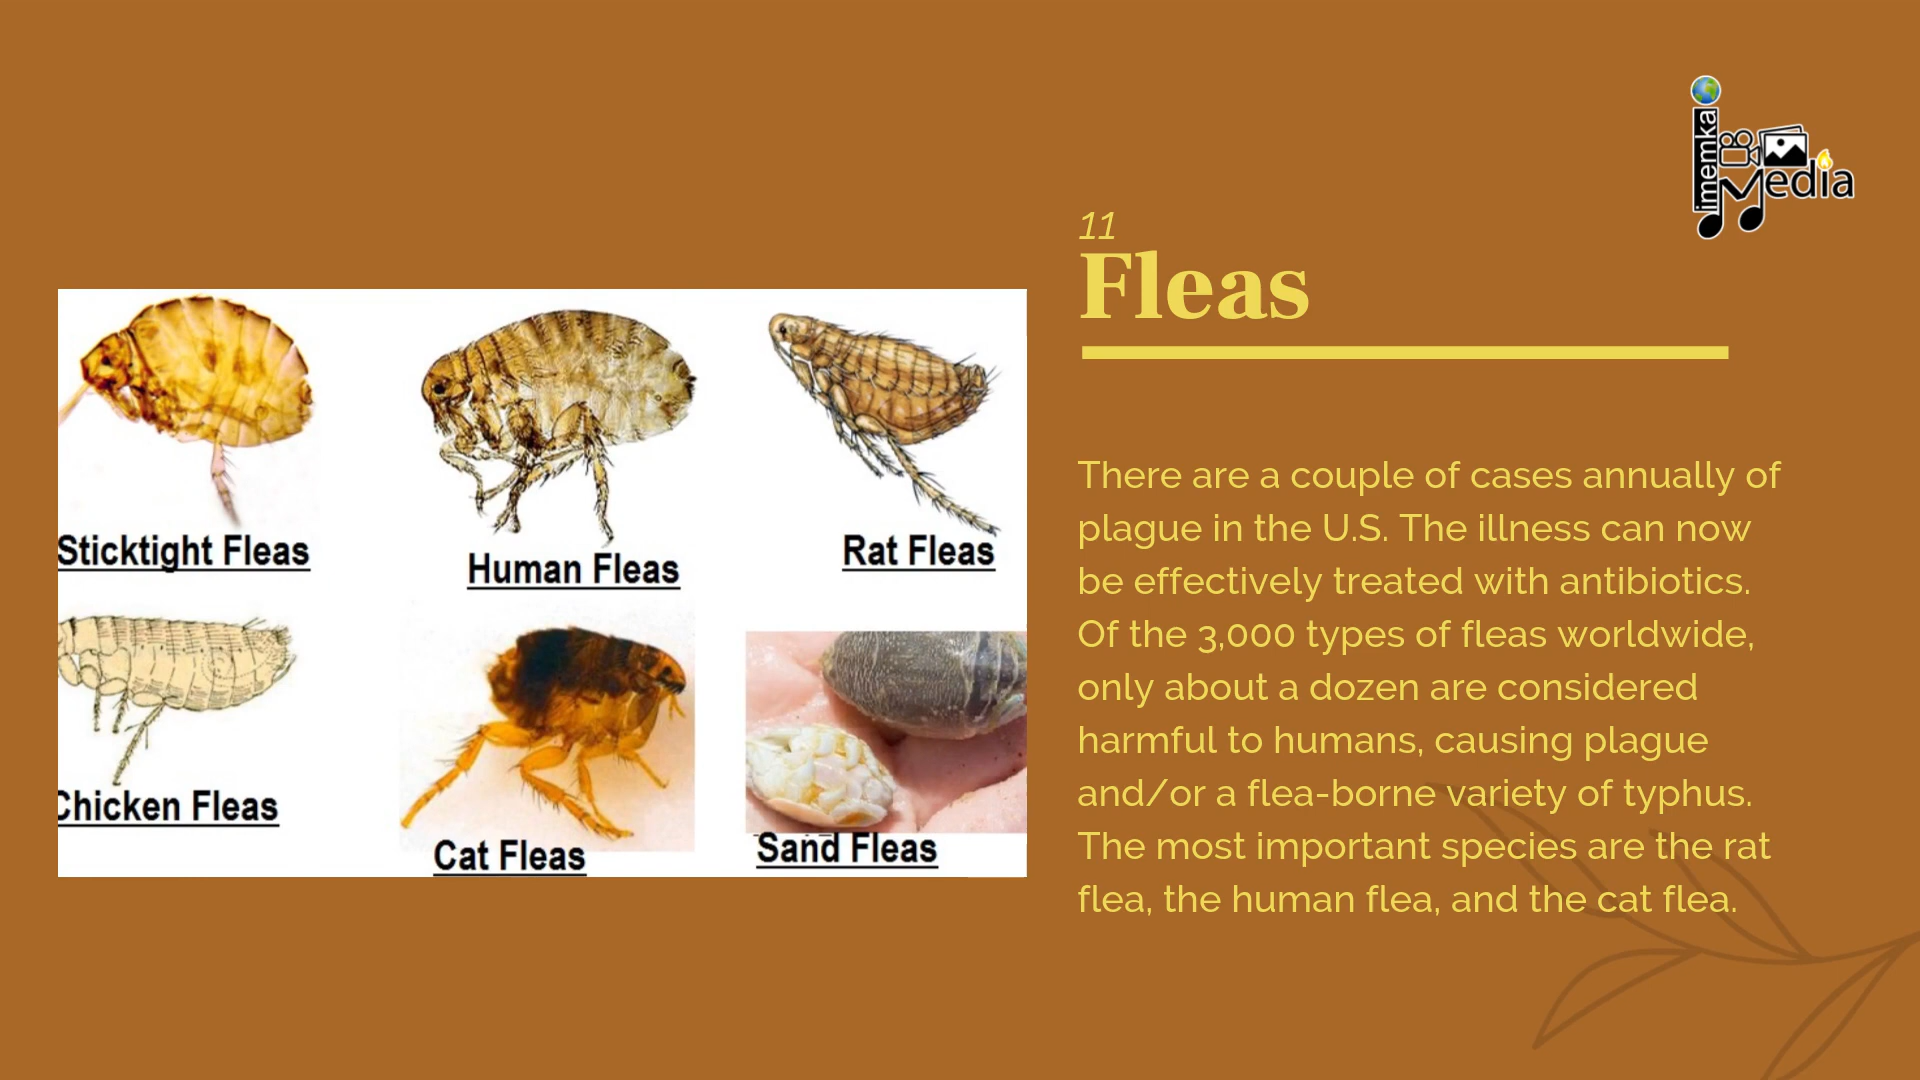 imemka
Media
11
Fleas
Sticktight Fleas
Human Fleas
Rat Fleas
Chicken Fleas
Cat Fleas
Sand Fleas
There are a couple of cases annually of
plague in the U.S. The illness can now
be effectively treated with antibiotics.
Of the 3,000 types of fleas worldwide,
only about a dozen are considered
harmful to humans, causing plague
and/or a flea-borne variety of typhus.
The most important species are the rat
flea, the human flea, and the cat flea.